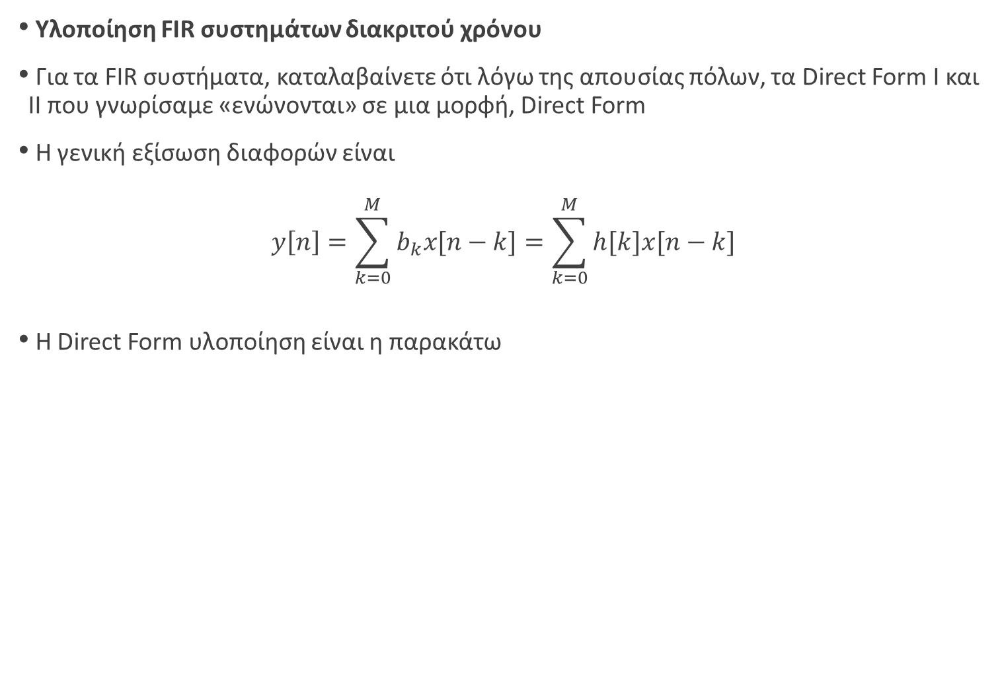 • Υλοποίηση FIR συστημάτων διακριτού χρόνου
• Για τα FIR συστήματα, καταλαβαίνετε ότι λόγω της απουσίας πόλων, τα Direct Form I και
II που γνωρίσαμε «ενώνονται» σε μια μορφή, Direct Form
• Η γενική εξίσωση διαφορών είναι
$y[n] = \sum_{k=0}^{M} b_k x[n-k] = \sum_{k=0}^{M} h[k]x[n-k]$
• Η Direct Form υλοποίηση είναι η παρακάτω